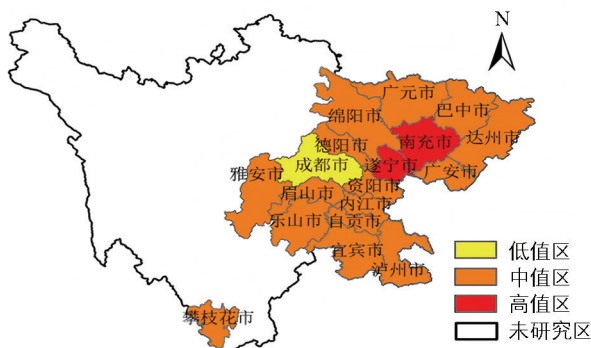 N
广元市
巴中市
绵阳市
南充市
达州市
德阳市
成都市
遂宁市
广安市
雅安市
资阳市
眉山市
内江市
乐山市
自贡市
宜宾市
泸州市
攀枝花市
低值区
中值区
高值区
未研究区